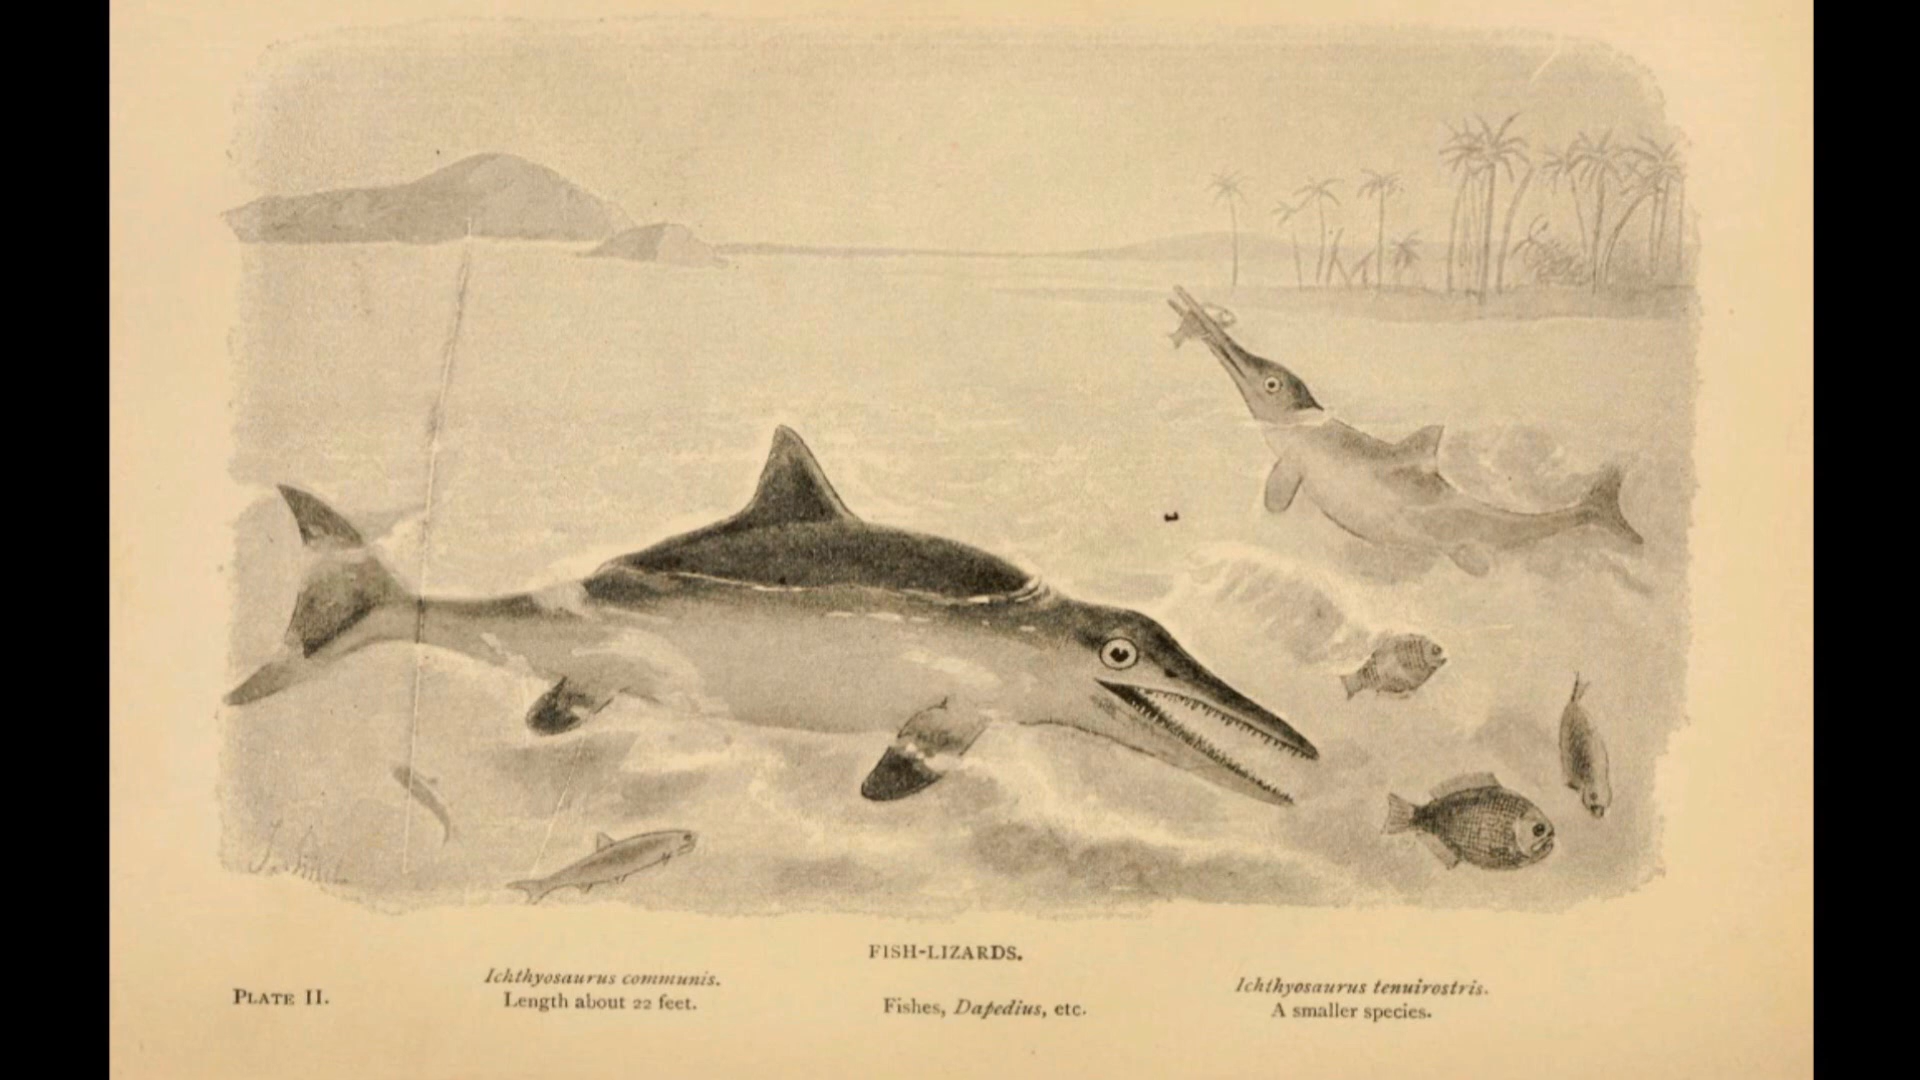 FISH-LIZARDS.
Ichthyosaurus communis.
Length about 22 feet.
Ichthyosaurus tenuirostris.
A smaller species.
PLATE II.
Fishes, Dapedius, etc.